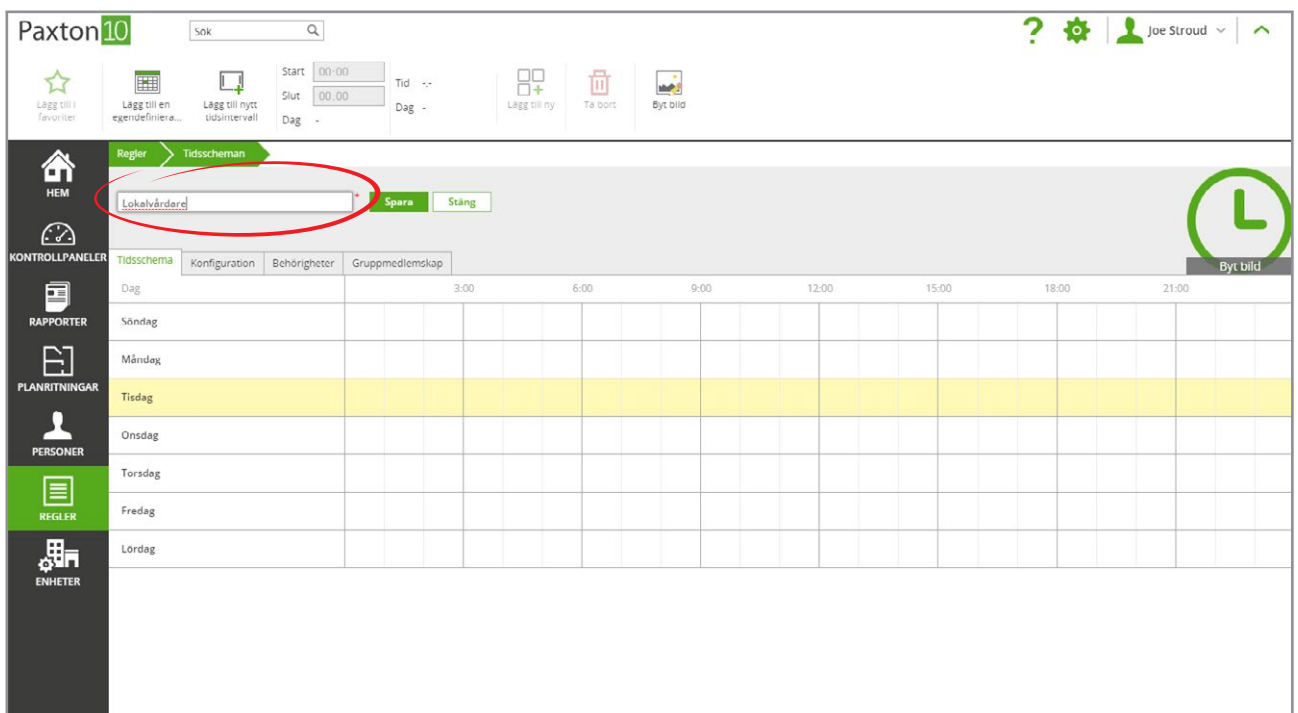 Paxton10
Sök
Joe Stroud
Lägg till i
favoriter
Lägg till en
egendefiniera...
Lägg till nytt
tidsintervall
Start 00:00
Slut 00:00
Dag -
Tid -:-
Dag -
Lägg till ny
Ta bort
Byt bild
Regler Tidsscheman
Lokalvårdare * Spara Stäng
Byt bild
HEM
KONTROLLPANELER
RAPPORTER
PLANRITNINGAR
PERSONER
REGLER
ENHETER
Tidsschema Konfiguration Behörigheter Gruppmedlemskap
Dag 3:00 6:00 9:00 12:00 15:00 18:00 21:00
Söndag
Måndag
Tisdag
Onsdag
Torsdag
Fredag
Lördag